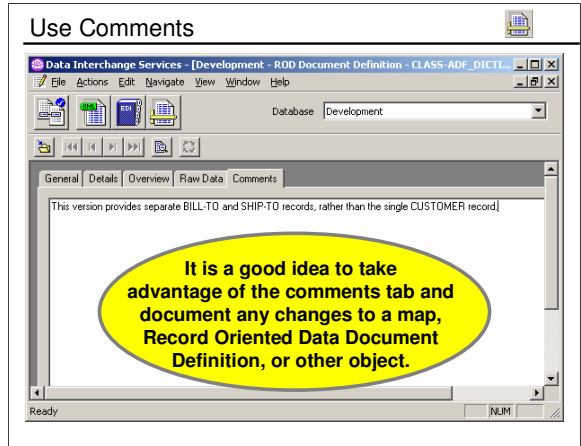 Use Comments
Data Interchange Services - [Development - ROD Document Definition - CLASS-ADF_DICTI...
File Actions Edit Navigate View Window Help
XML EDI Database Development
General Details Overview Raw Data Comments
This version provides separate BILL-TO and SHIP-TO records, rather than the single CUSTOMER record.
It is a good idea to take
advantage of the comments tab and
document any changes to a map,
Record Oriented Data Document
Definition, or other object.
Ready NUM